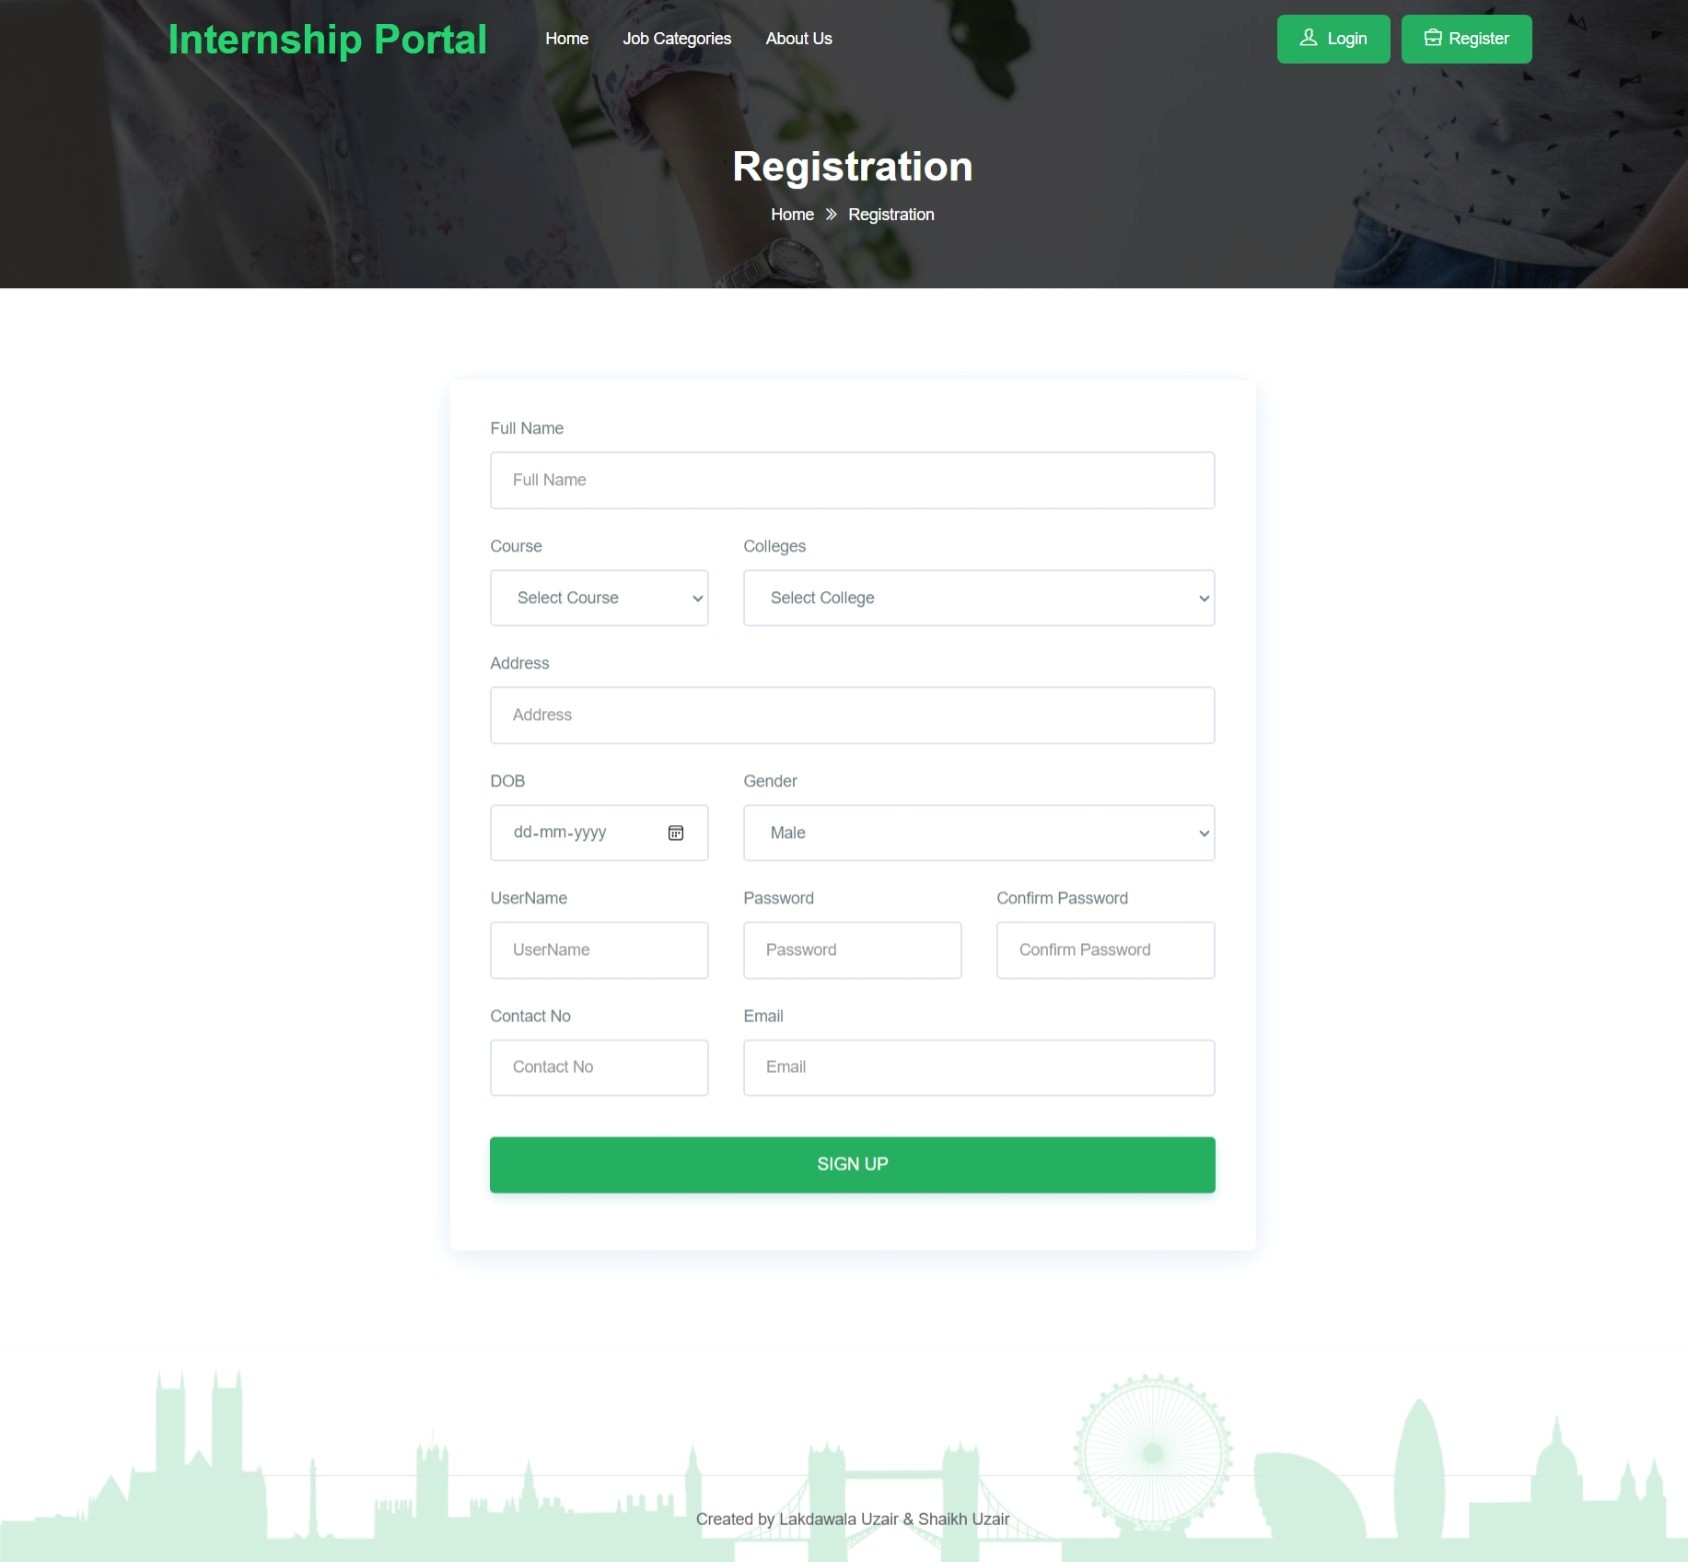 Internship Portal Home Job Categories About Us Login Register
Registration
Home Registration
Full Name
Full Name
Course Colleges
Select Course Select College
Address
Address
DOB Gender
dd-mm-yyyy Male
UserName Password Confirm Password
UserName Password Confirm Password
Contact No Email
Contact No Email
SIGN UP
Created by Lakdawala Uzair & Shaikh Uzair